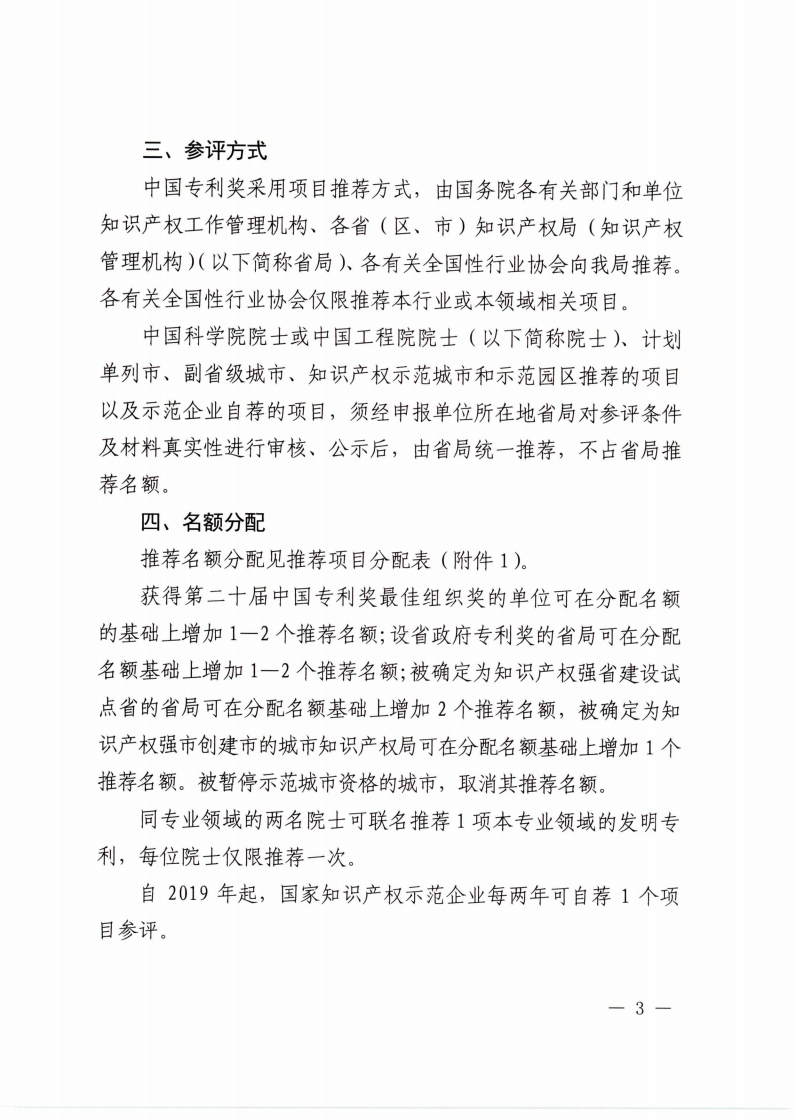 三、参评方式
中国专利奖采用项目推荐方式，由国务院各有关部门和单位
知识产权工作管理机构、各省（区、市）知识产权局（知识产权
管理机构）（以下简称省局）、各有关全国性行业协会向我局推荐。
各有关全国性行业协会仅限推荐本行业或本领域相关项目。
中国科学院院士或中国工程院院士（以下简称院士）、计划
单列市、副省级城市、知识产权示范城市和示范园区推荐的项目
以及示范企业自荐的项目，须经申报单位所在地省局对参评条件
及材料真实性进行审核、公示后，由省局统一推荐，不占省局推
荐名额。
四、名额分配
推荐名额分配见推荐项目分配表（附件1）。
获得第二十届中国专利奖最佳组织奖的单位可在分配名额
的基础上增加1—2个推荐名额；设省政府专利奖的省局可在分配
名额基础上增加1—2个推荐名额；被确定为知识产权强省建设试
点省的省局可在分配名额基础上增加2个推荐名额，被确定为知
识产权强市创建市的城市知识产权局可在分配名额基础上增加1个
推荐名额。被暂停示范城市资格的城市，取消其推荐名额。
同专业领域的两名院士可联名推荐1项本专业领域的发明专
利，每位院士仅限推荐一次。
自 2019 年起，国家知识产权示范企业每两年可自荐 1 个项
目参评。
— 3 —